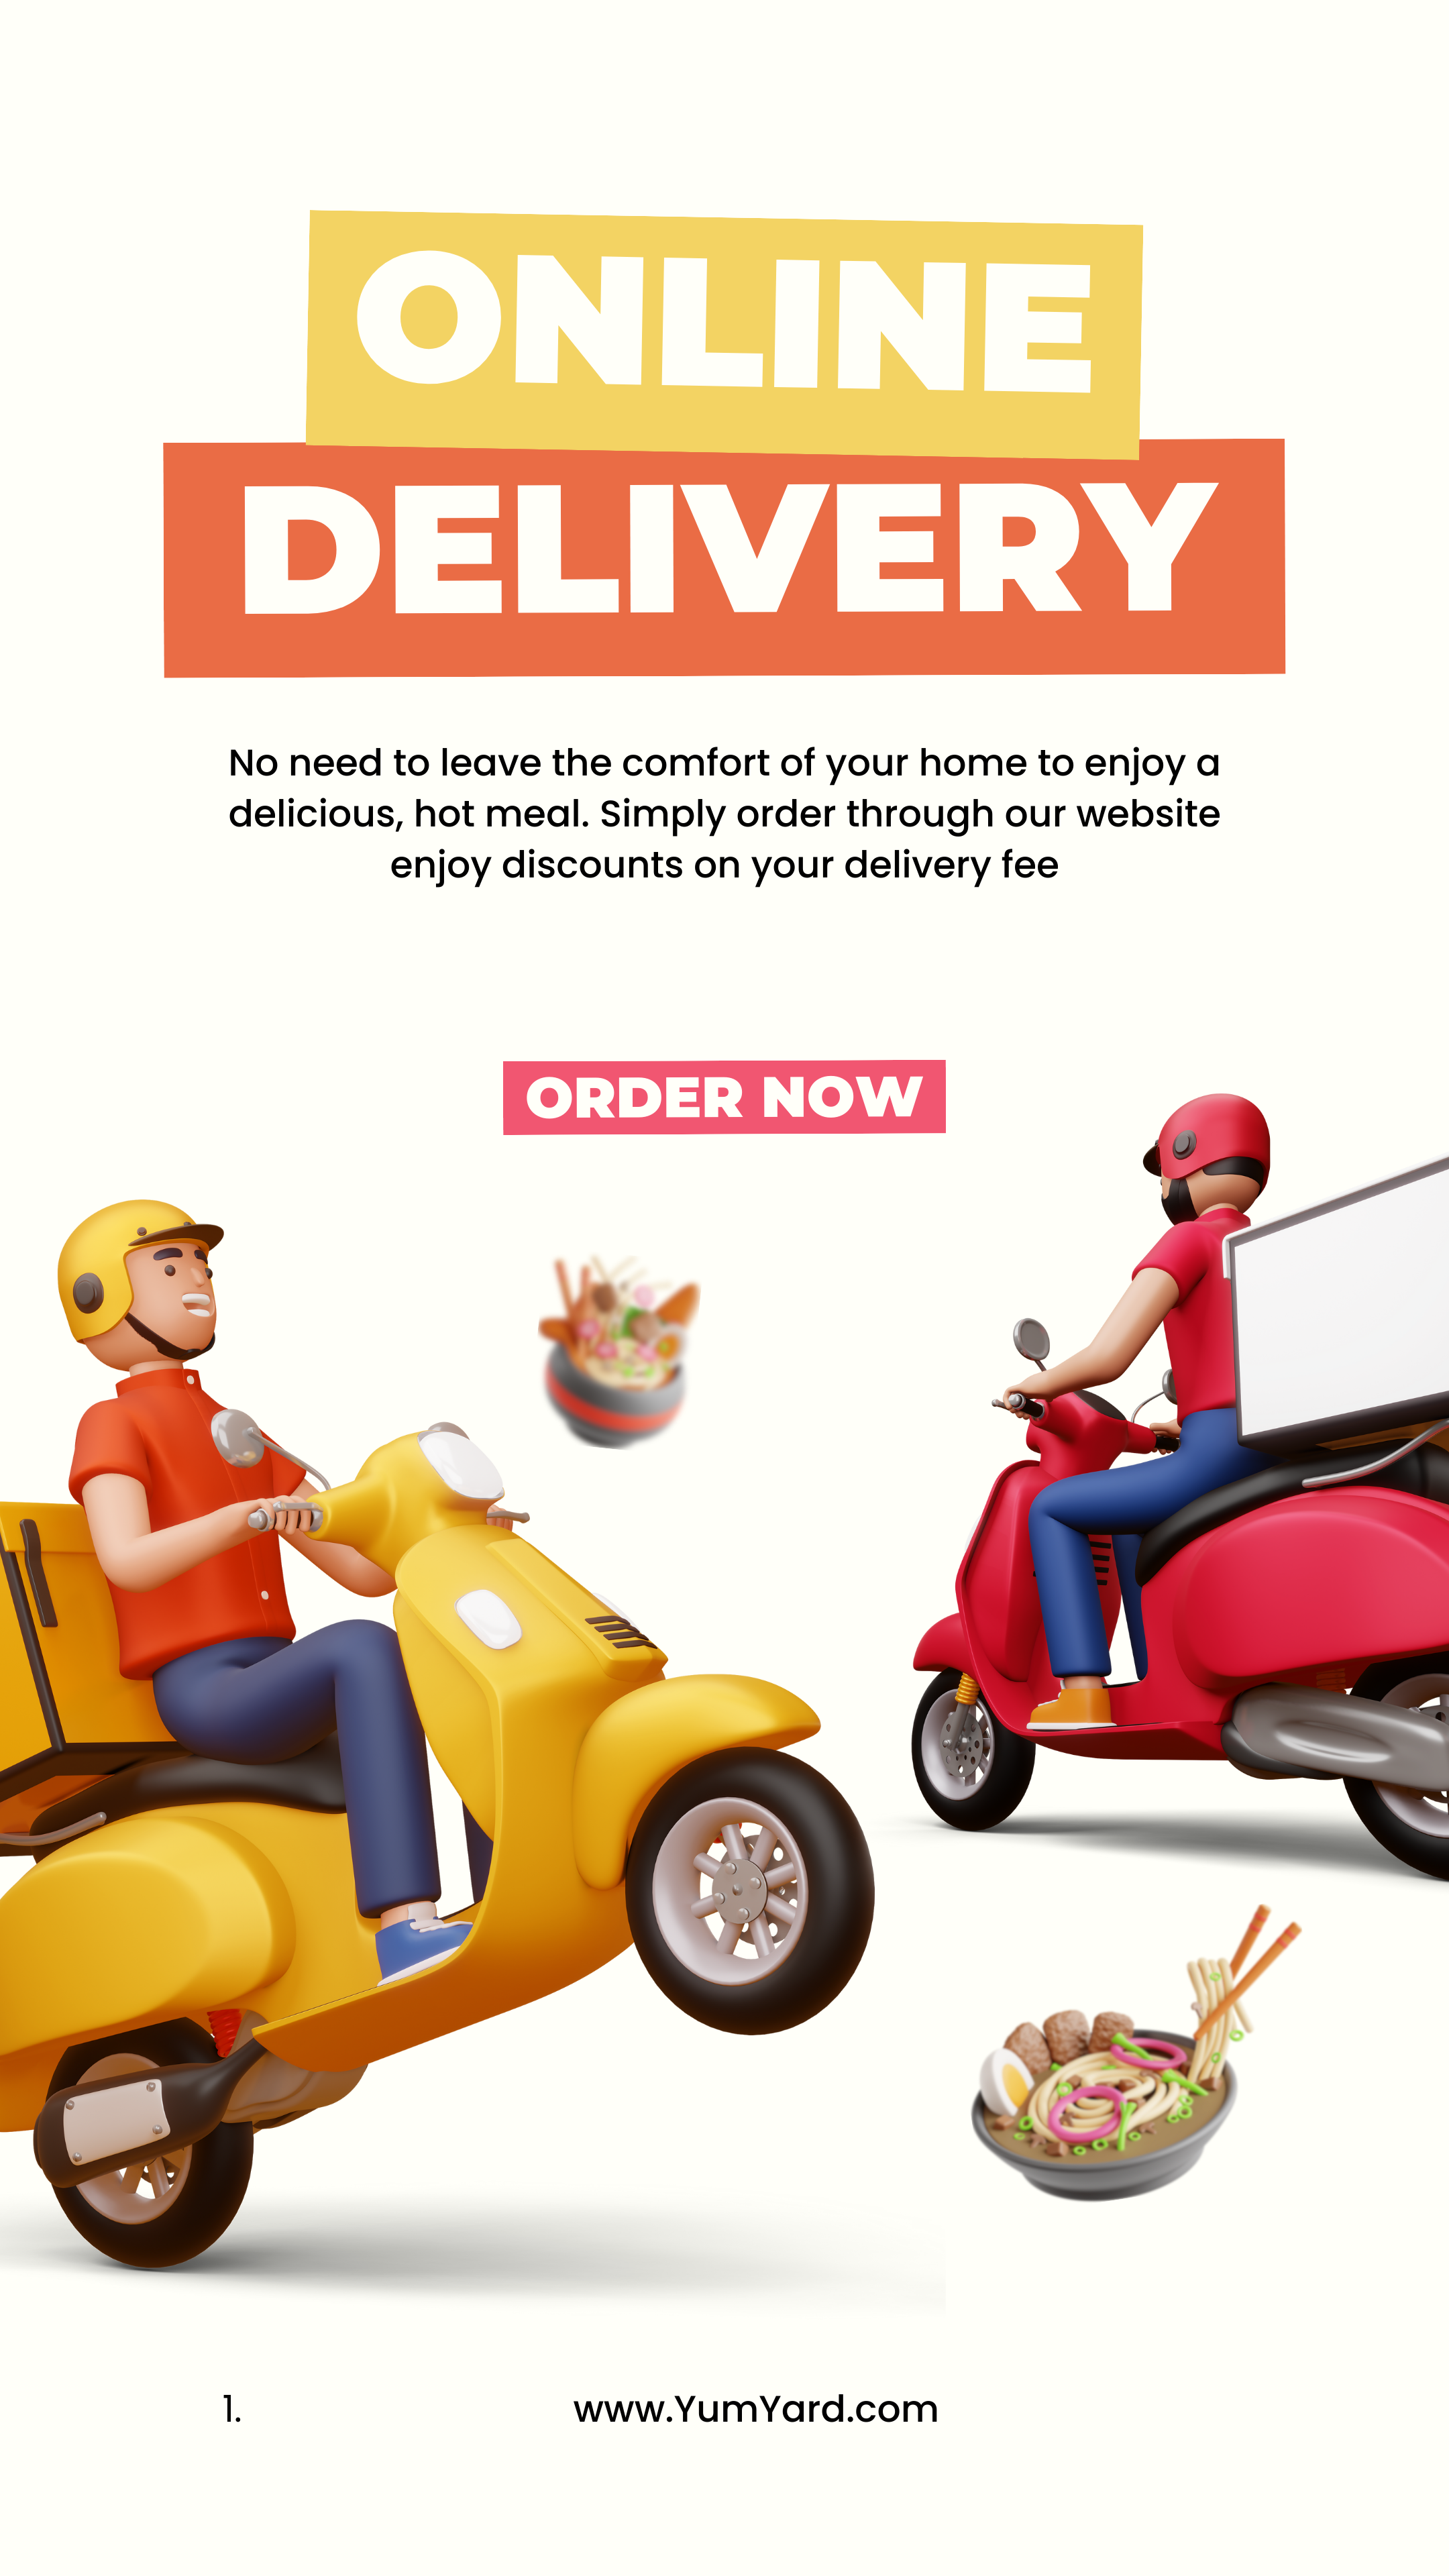 ONLINE
DELIVERY
No need to leave the comfort of your home to enjoy a
delicious, hot meal. Simply order through our website
enjoy discounts on your delivery fee
ORDER NOW
1. www.YumYard.com